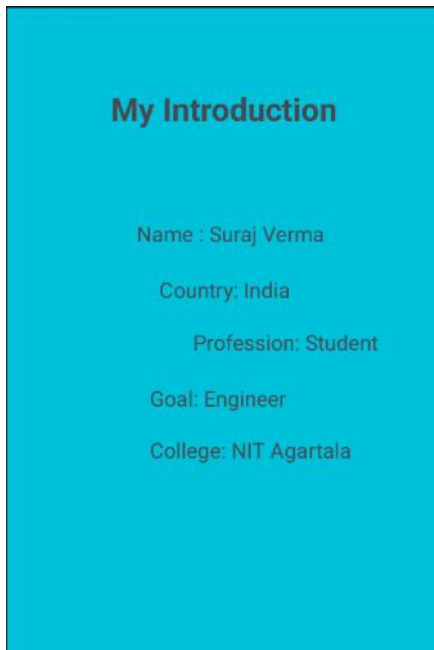 My Introduction
Name : Suraj Verma
Country: India
Profession: Student
Goal: Engineer
College: NIT Agartala